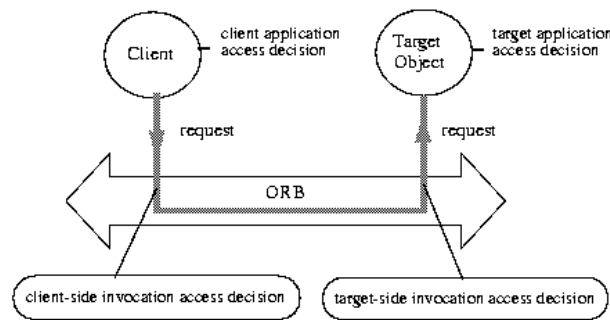 Client
client application
access decision
Target
Object
target application
access decision
request
request
ORB
client-side invocation access decision
target-side invocation access decision